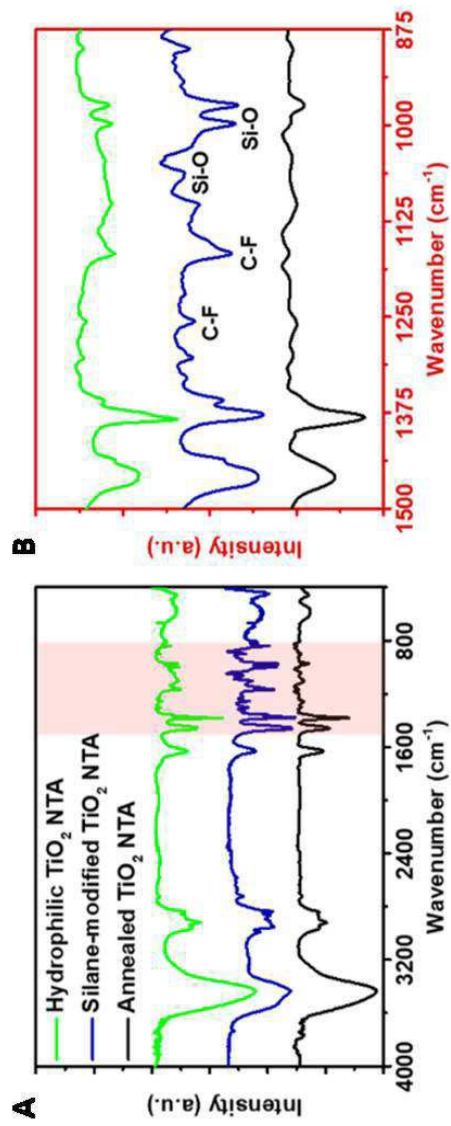 A
Hydrophilic TiO2 NTA
Silane-modified TiO2 NTA
Annealed TiO2 NTA
Intensity (a.u.)
4000 3200 2400 1600 800
Wavenumber (cm-1)
B
C-F
C-F
Si-O
Si-O
Intensity (a.u.)
1500 1375 1250 1125 1000 875
Wavenumber (cm-1)